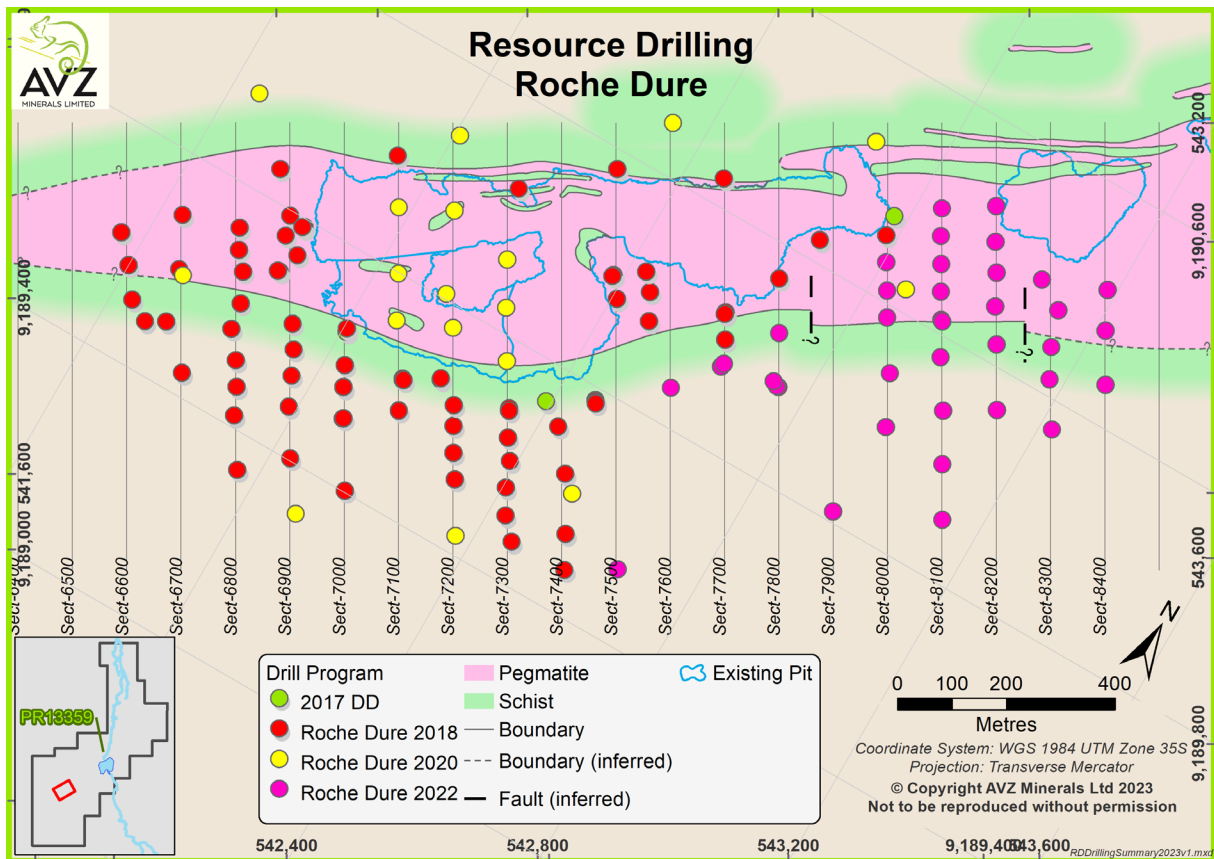 Resource Drilling
Roche Dure
AVZ
MINERALS LIMITED
9,189,400
541,600
9,189,000
543,200
9,190,600
543,600
9,189,800
-?-
-?-
-?-
-?-
?
?
-?-
-?-
Sect-6500
Sect-6600
Sect-6700
Sect-6800
Sect-6900
Sect-7000
Sect-7100
Sect-7200
Sect-7300
Sect-7400
Sect-7500
Sect-7600
Sect-7700
Sect-7800
Sect-7900
Sect-8000
Sect-8100
Sect-8200
Sect-8300
Sect-8400
N
PR13359
Drill Program
2017 DD
Roche Dure 2018
Roche Dure 2020
Roche Dure 2022
Pegmatite
Schist
Boundary
Boundary (inferred)
Fault (inferred)
Existing Pit
0 100 200 400
Metres
Coordinate System: WGS 1984 UTM Zone 35S
Projection: Transverse Mercator
© Copyright AVZ Minerals Ltd 2023
Not to be reproduced without permission
542,400
542,800
543,200
9,189,400
543,600
RDDrillingSummary2023v1.mxd